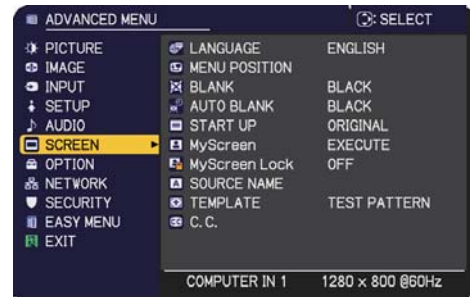 ADVANCED MENU : SELECT
PICTURE
IMAGE
INPUT
SETUP
AUDIO
SCREEN
OPTION
NETWORK
SECURITY
EASY MENU
EXIT
LANGUAGE ENGLISH
MENU POSITION
BLANK BLACK
AUTO BLANK BLACK
START UP ORIGINAL
MyScreen EXECUTE
MyScreen Lock OFF
SOURCE NAME
TEMPLATE TEST PATTERN
C.C.
COMPUTER IN 1 1280 x 800 @60Hz